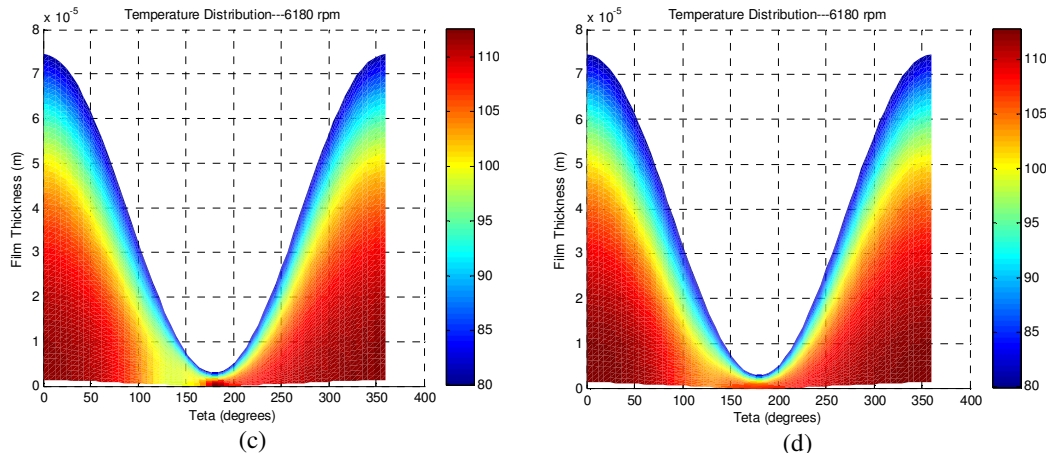 x 10⁻⁵
Temperature Distribution---6180 rpm
8
7
6
5
4
3
2
1
0
Film Thickness (m)
0 50 100 150 200 250 300 350 400
Teta (degrees)
110
105
100
95
90
85
80
(c)
x 10⁻⁵
Temperature Distribution---6180 rpm
8
7
6
5
4
3
2
1
0
Film Thickness (m)
0 50 100 150 200 250 300 350 400
Teta (degrees)
110
105
100
95
90
85
80
(d)